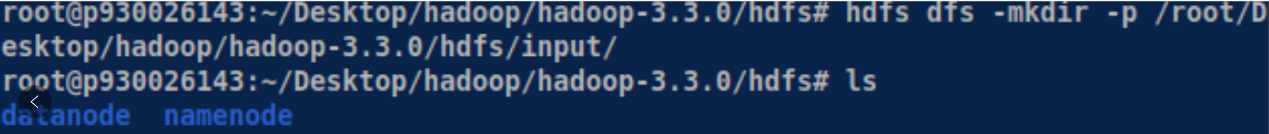 root@p930026143:~/Desktop/hadoop/hadoop-3.3.0/hdfs# hdfs dfs -mkdir -p /root/D
esktop/hadoop/hadoop-3.3.0/hdfs/input/
root@p930026143:~/Desktop/hadoop/hadoop-3.3.0/hdfs# ls
datanode  namenode